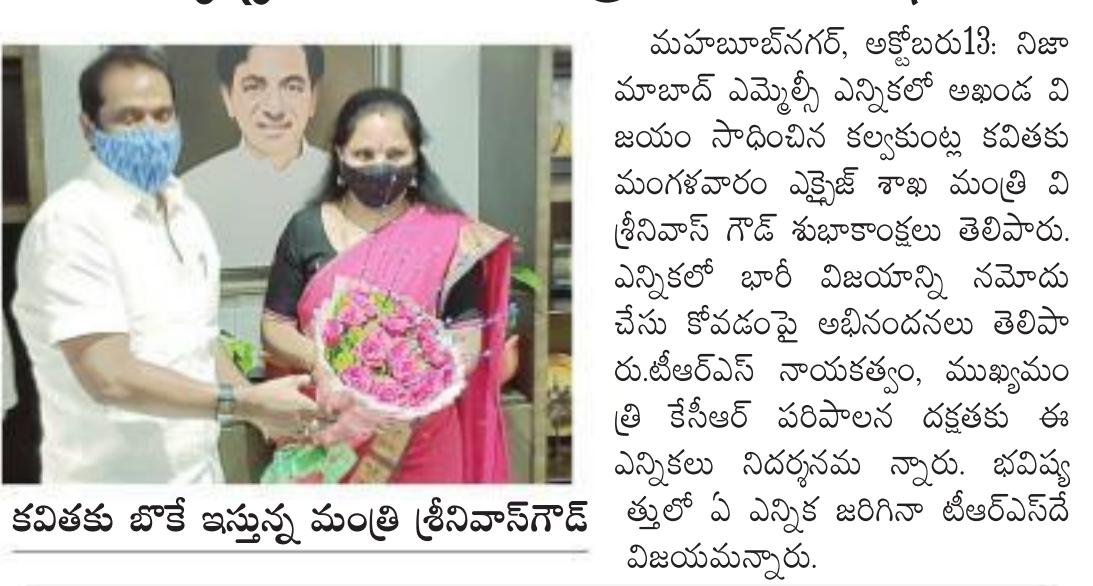 మహబూబ్‌నగర్, అక్టోబరు13: నిజా
మాబాద్ ఎమ్మెల్సీ ఎన్నికలో అఖండ వి
జయం సాధించిన కల్వకుంట్ల కవితకు
మంగళవారం ఎక్సైజ్ శాఖ మంత్రి వి
శ్రీనివాస్ గౌడ్ శుభాకాంక్షలు తెలిపారు.
ఎన్నికలో భారీ విజయాన్ని నమోదు
చేసు కోవడంపై అభినందనలు తెలిపా
రు.టీఆర్ఎస్ నాయకత్వం, ముఖ్యమం
త్రి కేసీఆర్ పరిపాలన దక్షతకు ఈ
ఎన్నికలు నిదర్శనమ న్నారు. భవిష్య
త్తులో ఏ ఎన్నిక జరిగినా టీఆర్ఎస్‌దే
విజయమన్నారు.
కవితకు బొకే ఇస్తున్న మంత్రి శ్రీనివాస్‌గౌడ్